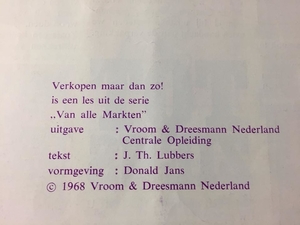 Verkopen maar dan zo!
is een les uit de serie
„Van alle Markten”
uitgave : Vroom & Dreesmann Nederland
Centrale Opleiding
tekst : J. Th. Lubbers
vormgeving : Donald Jans
© 1968 Vroom & Dreesmann Nederland